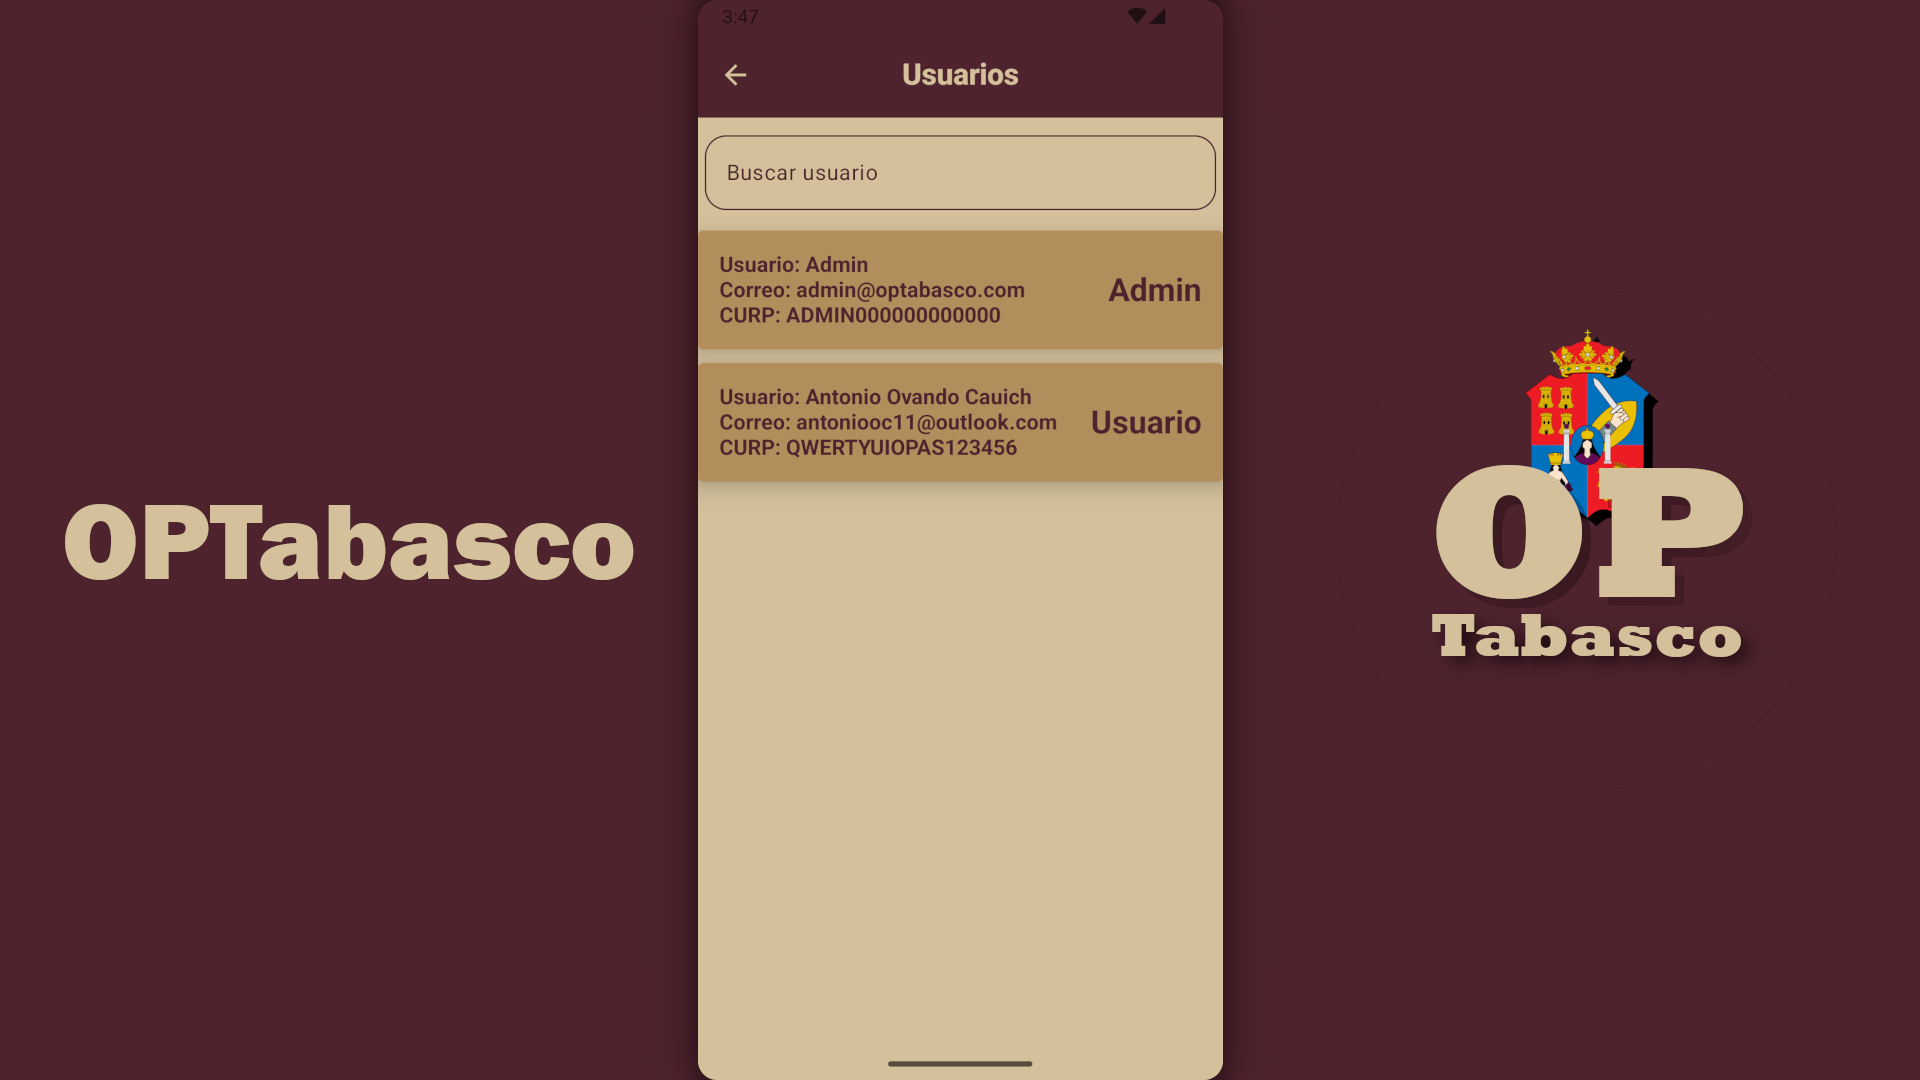 3:47
Usuarios
Buscar usuario
Usuario: Admin
Correo: admin@optabasco.com
CURP: ADMIN000000000000
Admin
Usuario: Antonio Ovando Cauich
Correo: antoniooc11@outlook.com
CURP: QWERTYUIOPAS123456
Usuario
OPTabasco
OP
Tabasco